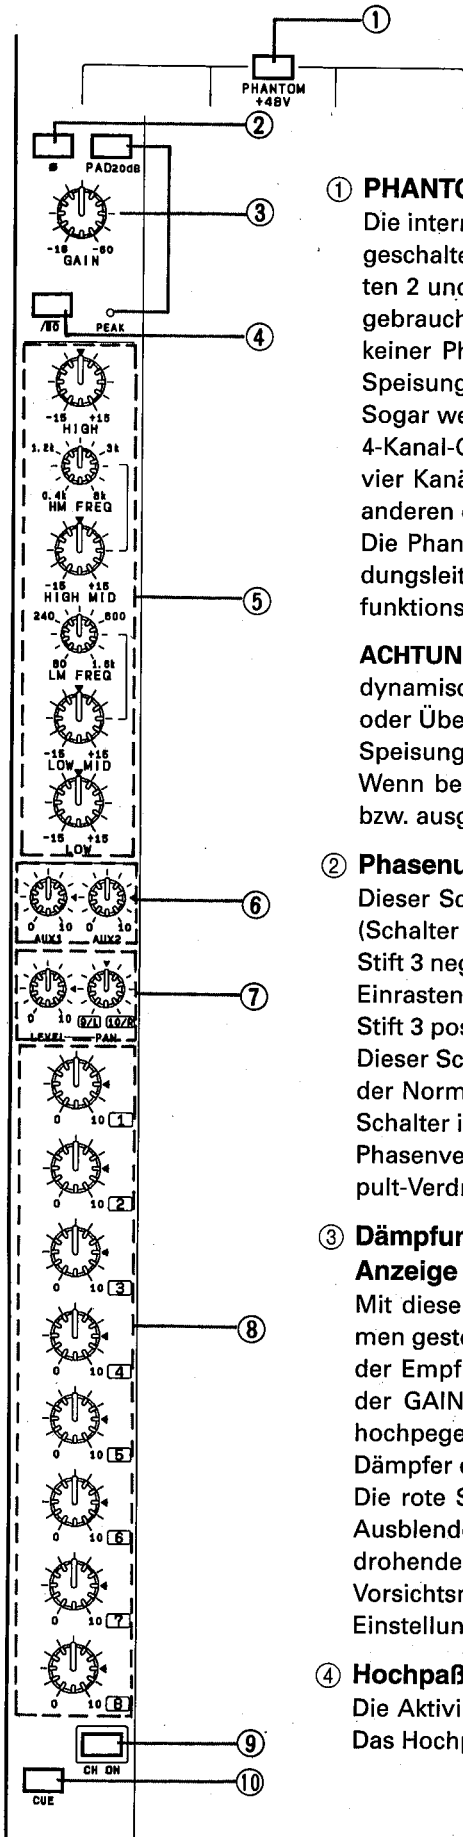 ①
PHANTOM
+48V
②
ø PAD20dB
③
-16 -60
GAIN
/80 PEAK
④
-15 +15
HIGH
1.2k 3k
0.4k 8k
HM FREQ
-15 +15
HIGH MID
⑤
240 600
80 1.6k
LM FREQ
-15 +15
LOW MID
-15 +15
LOW
⑥
0 10 0 10
AUX1 AUX2
⑦
0 10 0/L 10/R
LEVEL PAN
0 10 1
0 10 2
0 10 3
⑧
0 10 4
0 10 5
0 10 6
0 10 7
0 10 8
⑨
CH ON
⑩
CUE
① PHANTO
Die interr
geschalte
ten 2 und
gebrauch
keiner Ph
Speisung
Sogar we
4-Kanal-G
vier Kanä
anderen
Die Phan
dungsleit
funktions
ACHTUN
dynamisc
oder Übe
Speisung
Wenn be
bzw. ausg
② Phasenu
Dieser Sc
(Schalter
Stift 3 neg
Einrasten
Stift 3 pos
Dieser Sc
der Norm
Schalter i
Phasenve
pult-Verdr
③ Dämpfur
Anzeige
Mit diese
men geste
der Empf
der GAIN
hochpege
Dämpfer
Die rote S
Ausblend
drohende
Vorsichtsr
Einstellun
④ Hochpaß
Die Aktivi
Das Hochp